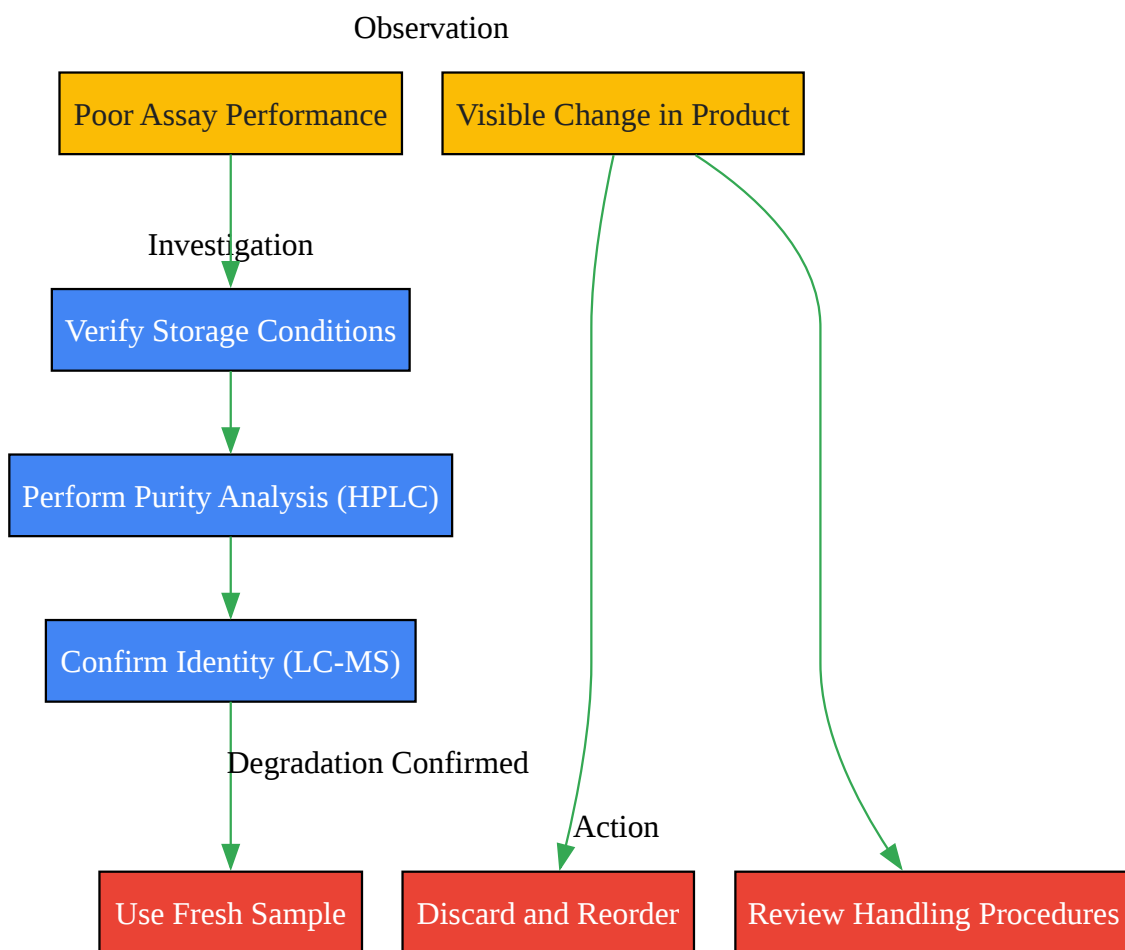 Observation
Poor Assay Performance
Visible Change in Product
Investigation
Verify Storage Conditions
Perform Purity Analysis (HPLC)
Confirm Identity (LC-MS)
Degradation Confirmed
Action
Use Fresh Sample
Discard and Reorder
Review Handling Procedures